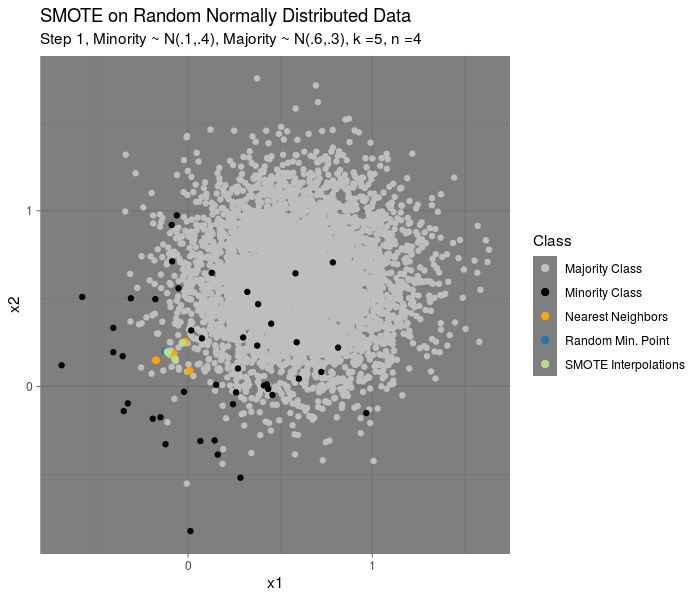 SMOTE on Random Normally Distributed Data
Step 1, Minority ~ N(.1,.4), Majority ~ N(.6,.3), k =5, n =4
x2
1
0
0
1
x1
Class
Majority Class
Minority Class
Nearest Neighbors
Random Min. Point
SMOTE Interpolations